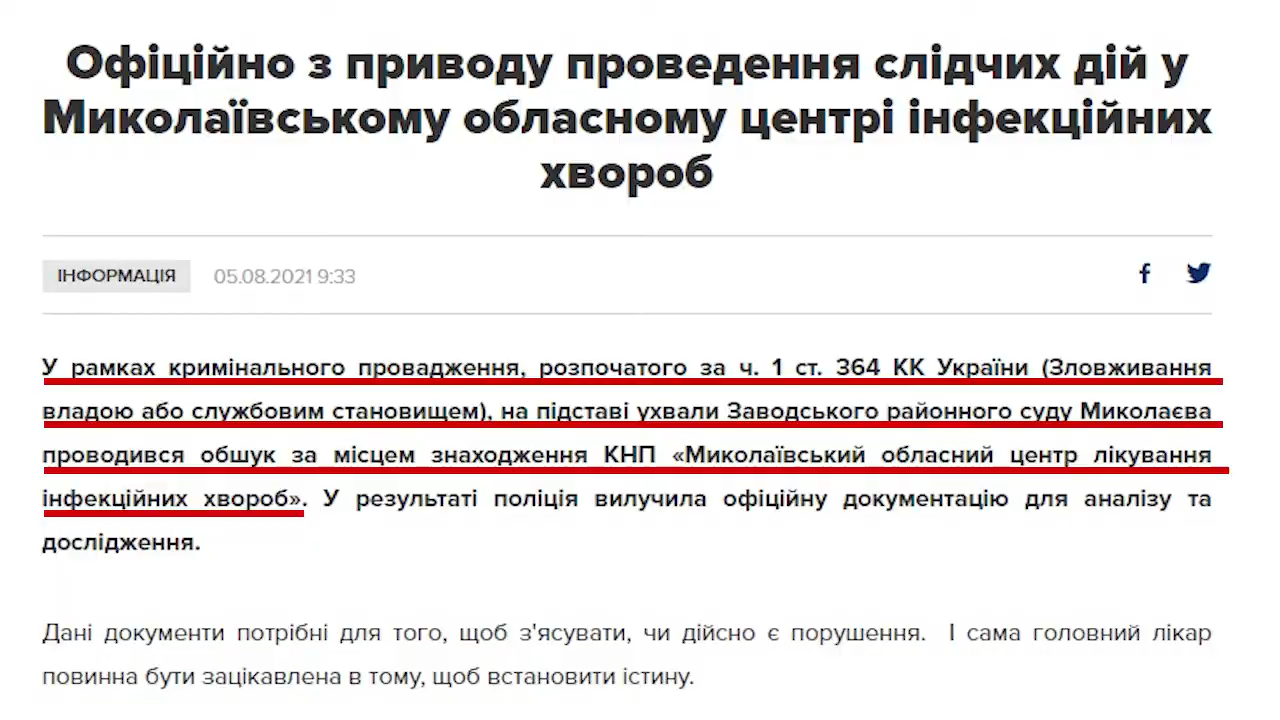 Офіційно з приводу проведення слідчих дій у
Миколаївському обласному центрі інфекційних
хвороб
ІНФОРМАЦІЯ 05.08.2021 9:33
У рамках кримінального провадження, розпочатого за ч. 1 ст. 364 КК України (Зловживання
владою або службовим становищем), на підставі ухвали Заводського районного суду Миколаєва
проводився обшук за місцем знаходження КНП «Миколаївський обласний центр лікування
інфекційних хвороб». У результаті поліція вилучила офіційну документацію для аналізу та
дослідження.
Дані документи потрібні для того, щоб з'ясувати, чи дійсно є порушення. І сама головний лікар
повинна бути зацікавлена в тому, щоб встановити істину.